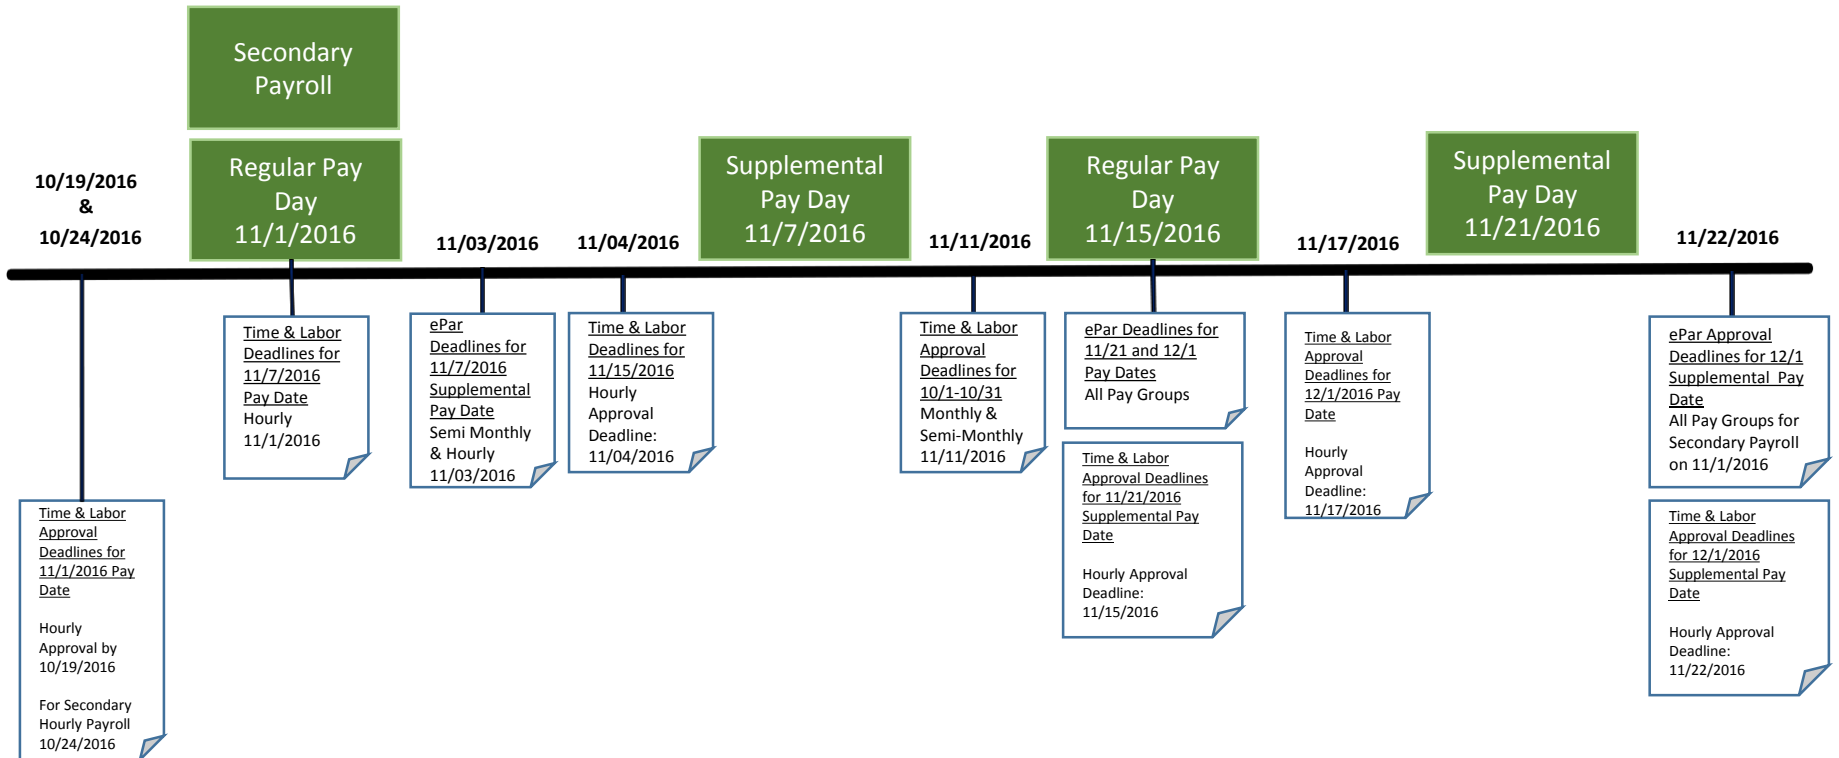 Secondary
Payroll
10/19/2016
&
10/24/2016
Regular Pay
Day
11/1/2016
11/03/2016
11/04/2016
Supplemental
Pay Day
11/7/2016
11/11/2016
Regular Pay
Day
11/15/2016
11/17/2016
Supplemental
Pay Day
11/21/2016
11/22/2016
Time & Labor
Approval
Deadlines for
11/1/2016 Pay
Date
Hourly
Approval by
10/19/2016
For Secondary
Hourly Payroll
10/24/2016
Time & Labor
Deadlines for
11/7/2016
Pay Date
Hourly
11/1/2016
ePar
Deadlines for
11/7/2016
Supplemental
Pay Date
Semi Monthly
& Hourly
11/03/2016
Time & Labor
Deadlines for
11/15/2016
Hourly
Approval
Deadline:
11/04/2016
Time & Labor
Approval
Deadlines for
10/1-10/31
Monthly &
Semi-Monthly
11/11/2016
ePar Deadlines for
11/21 and 12/1
Pay Dates
All Pay Groups
Time & Labor
Approval Deadlines
for 11/21/2016
Supplemental Pay
Date
Hourly Approval
Deadline:
11/15/2016
Time & Labor
Approval
Deadlines for
12/1/2016 Pay
Date
Hourly
Approval
Deadline:
11/17/2016
ePar Approval
Deadlines for 12/1
Supplemental Pay
Date
All Pay Groups for
Secondary Payroll
on 11/1/2016
Time & Labor
Approval Deadlines
for 12/1/2016
Supplemental Pay
Date
Hourly Approval
Deadline:
11/22/2016